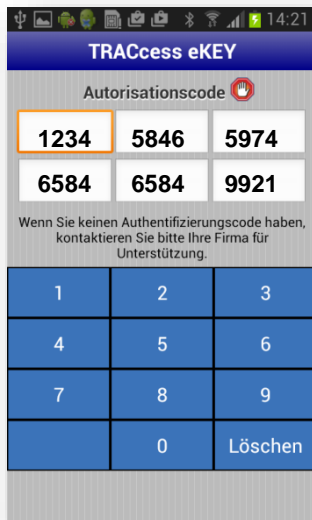 14:21
TRACcess eKEY
Autorisationscode
1234 5846 5974
6584 6584 9921
Wenn Sie keinen Authentifizierungscode haben,
kontaktieren Sie bitte Ihre Firma für
Unterstützung.
1 2 3
4 5 6
7 8 9
0 Löschen